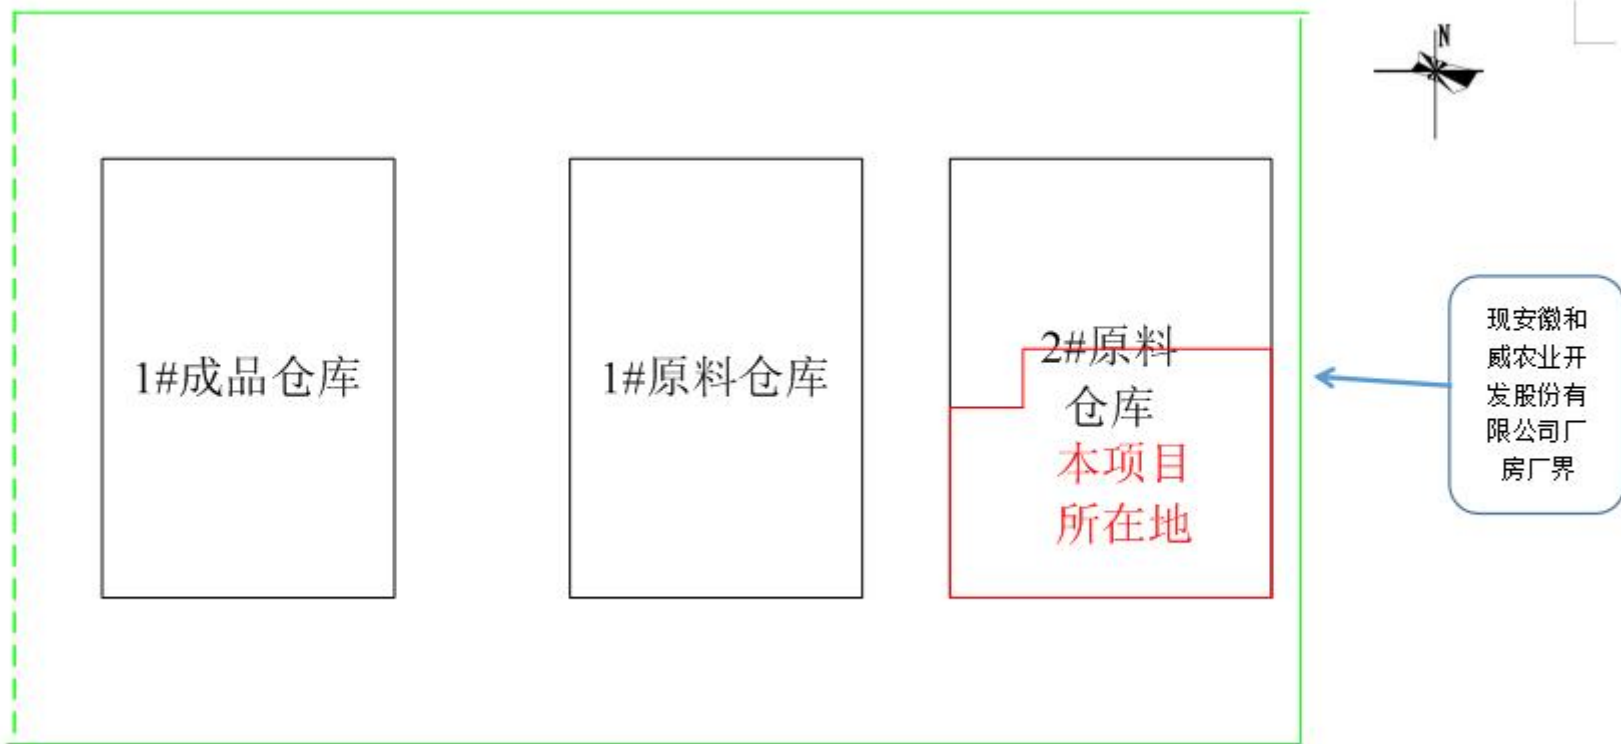 N
1#成品仓库
1#原料仓库
2#原料
仓库
本项目
所在地
现安徽和
威农业开
发股份有
限公司厂
房厂界